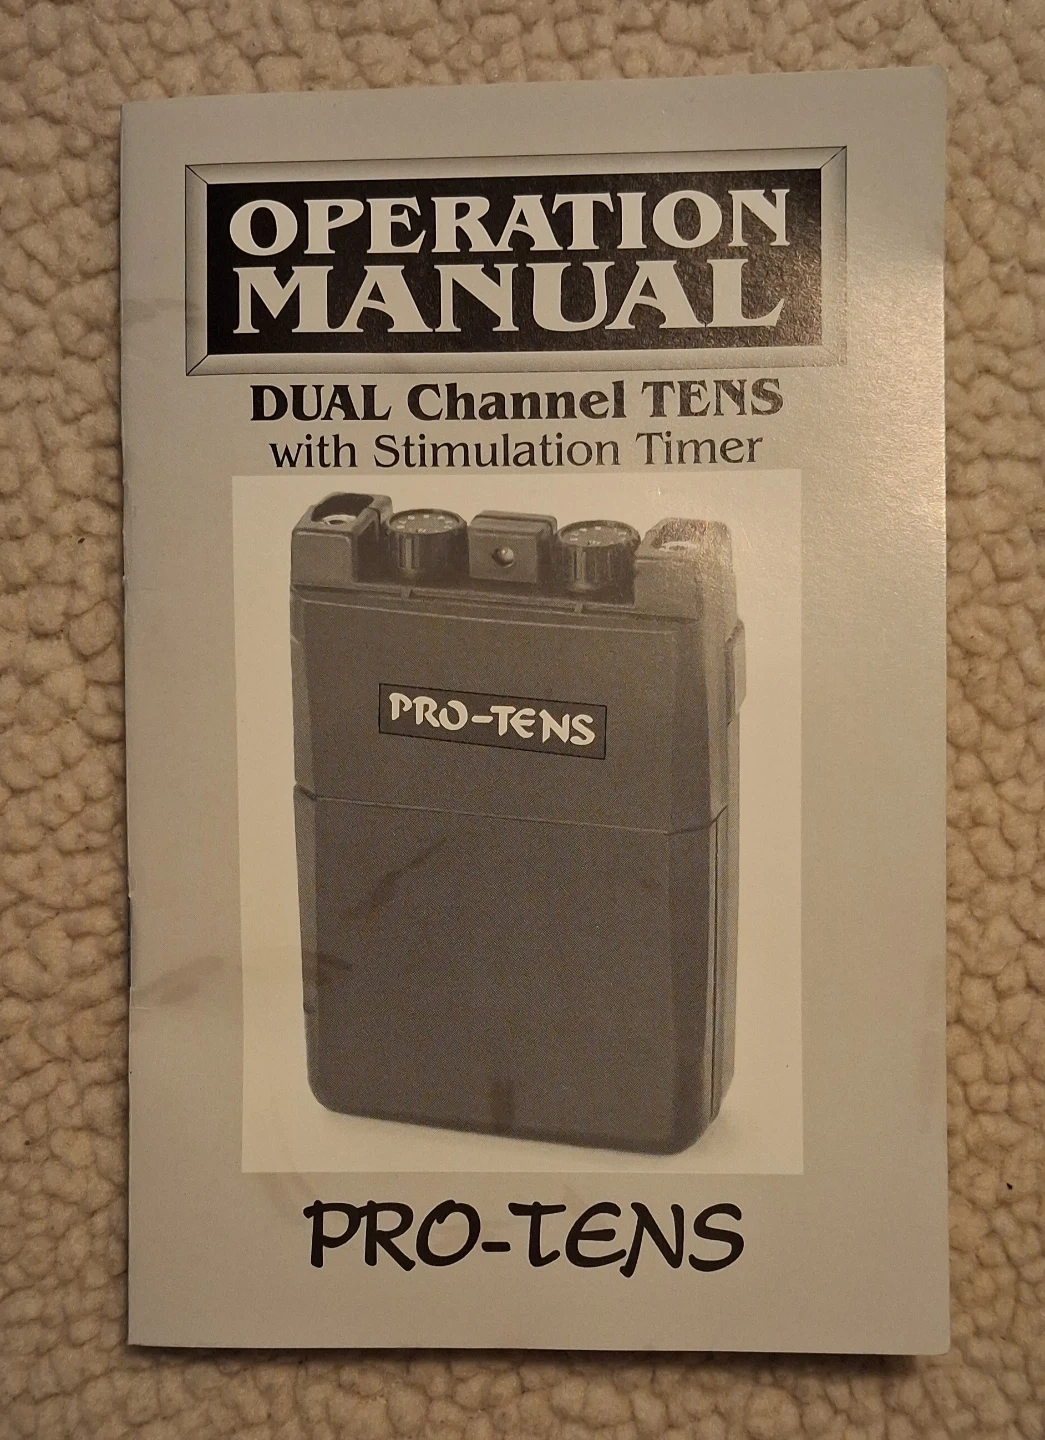 OPERATION
MANUAL
DUAL Channel TENS
with Stimulation Timer
PRO-TENS
PRO-TENS